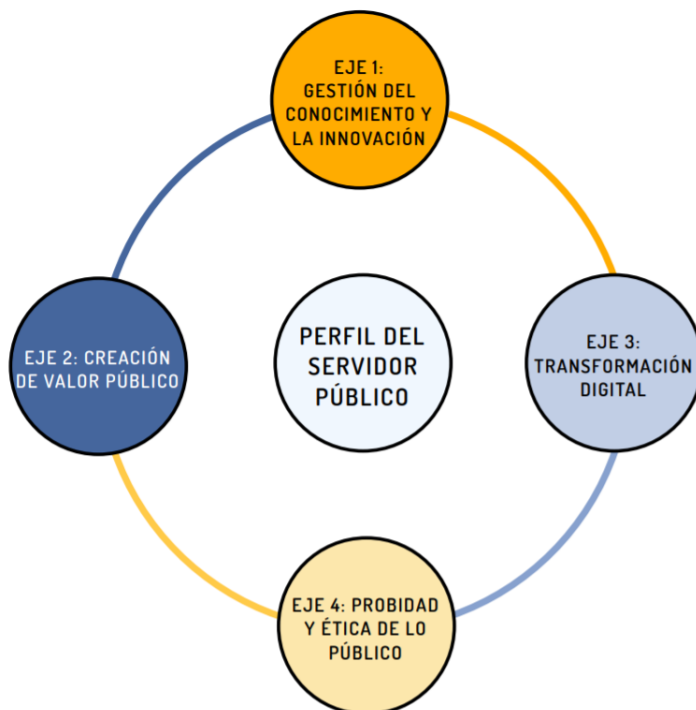 EJE 1:
GESTIÓN DEL
CONOCIMIENTO Y
LA INNOVACIÓN
EJE 2: CREACIÓN
DE VALOR PÚBLICO
PERFIL DEL
SERVIDOR
PÚBLICO
EJE 3:
TRANSFORMACIÓN
DIGITAL
EJE 4: PROBIDAD
Y ÉTICA DE LO
PÚBLICO